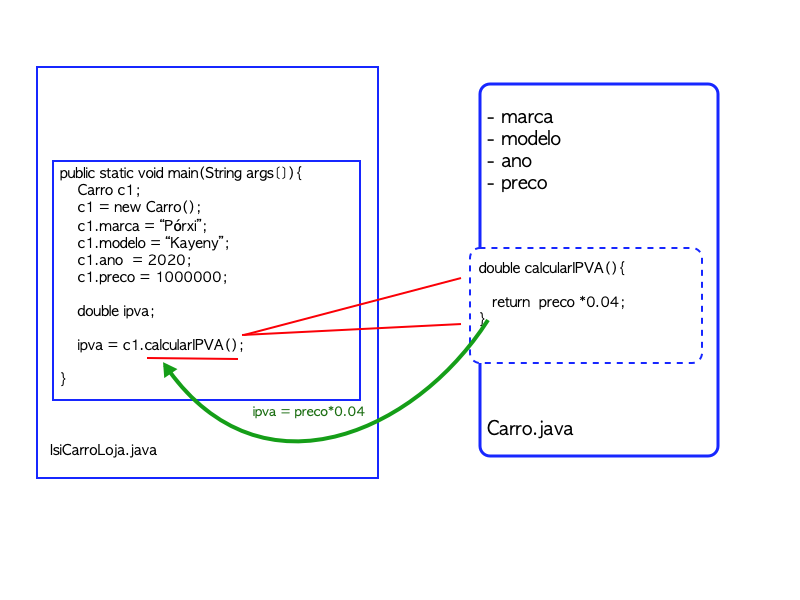 public static void main(String args[]){
Carro c1;
c1 = new Carro();
c1.marca = “Pórxi”;
c1.modelo = “Kayeny”;
c1.ano  = 2020;
c1.preco = 1000000;
double ipva;
ipva = c1.calcularIPVA();
}
ipva = preco*0.04
IsiCarroLoja.java
- marca
- modelo
- ano
- preco
double calcularIPVA(){
return  preco *0.04;
}
Carro.java